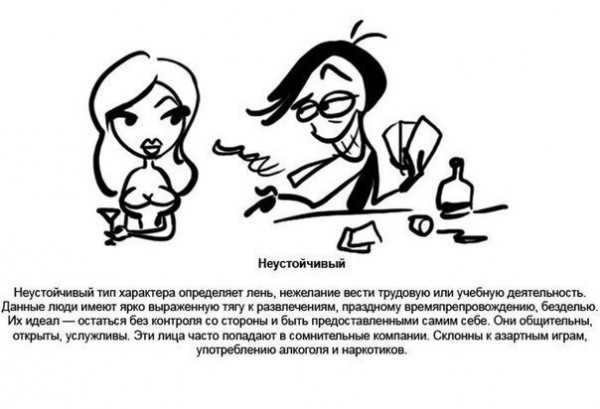 Неустойчивый
Неустойчивый тип характера определяет лень, нежелание вести трудовую или учебную деятельность.
Данные люди имеют ярко выраженную тягу к развлечениям, праздному времяпрепровождению, безделью.
Их идеал — остаться без контроля со стороны и быть предоставленными самим себе. Они общительны,
открыты, услужливы. Эти лица часто попадают в сомнительные компании. Склонны к азартным играм,
употреблению алкоголя и наркотиков.